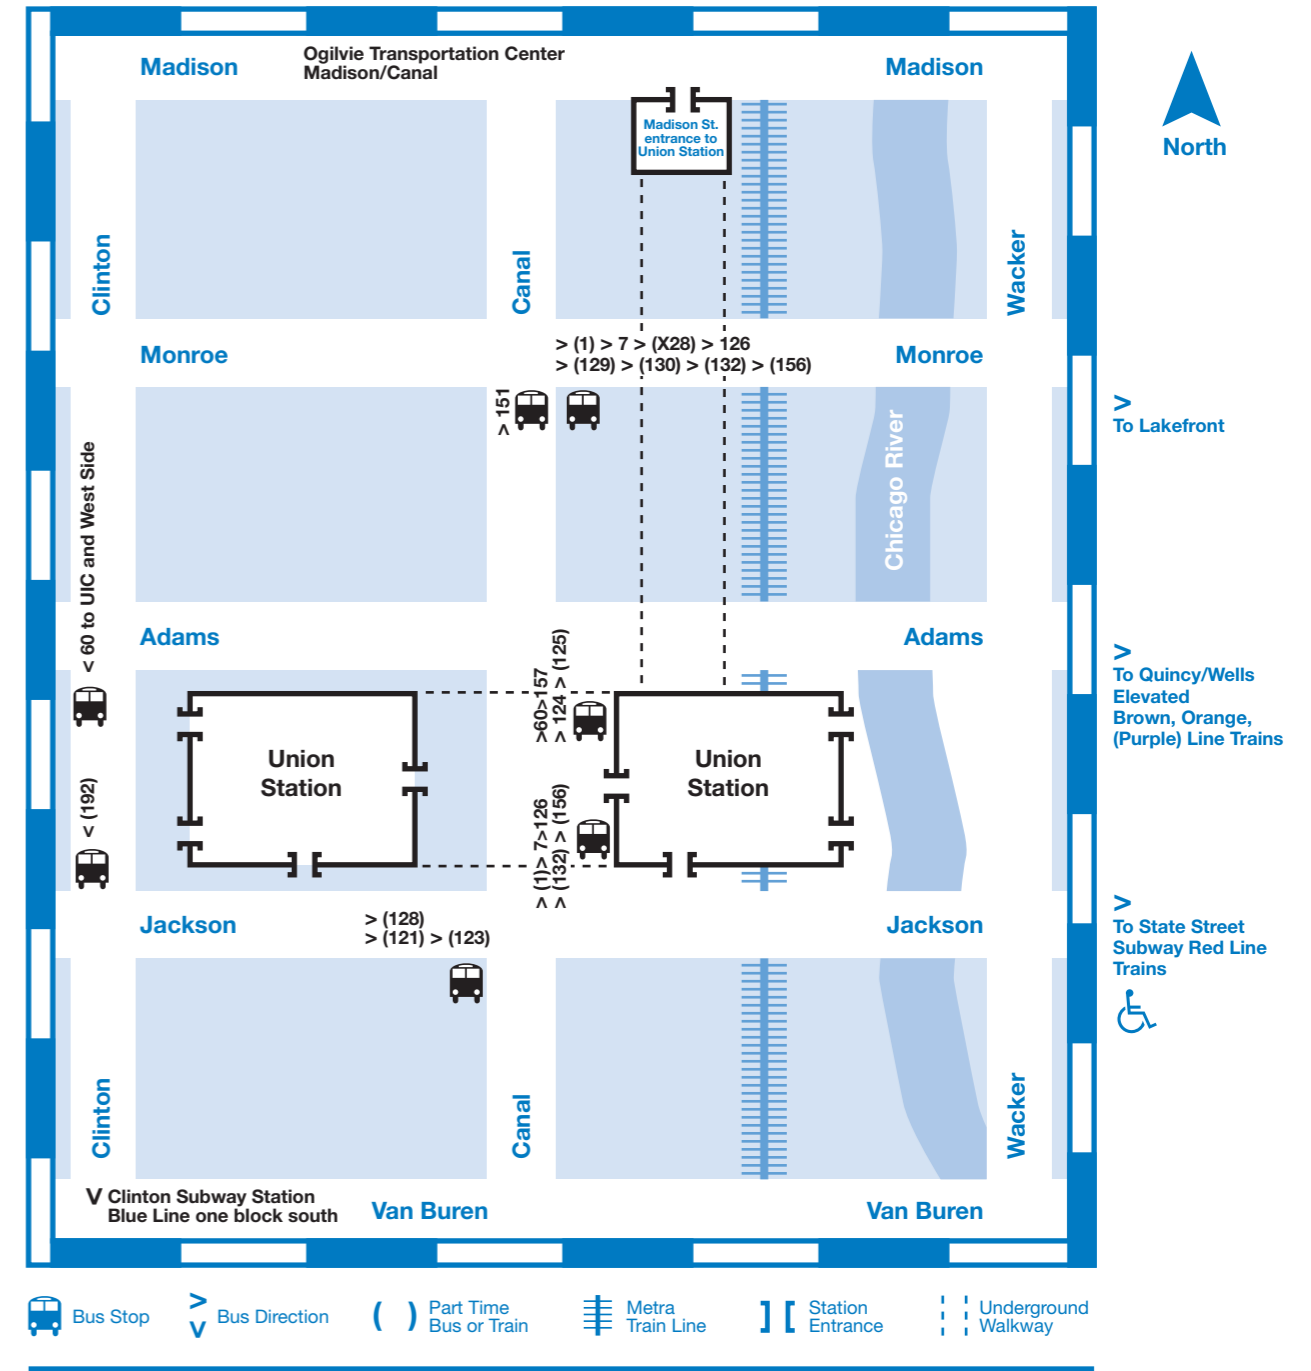 Ogilvie Transportation Center
Madison/Canal
Madison
Madison
North
Madison St.
entrance to
Union Station
Clinton
Canal
Wacker
Monroe
> (1) > 7 > (X28) > 126
> (129) > (130) > (132) > (156)
Monroe
> 151
Chicago River
>
To Lakefront
< 60 to UIC and West Side
Adams
Adams
>60>157
> 124 > (125)
>
To Quincy/Wells
Elevated
Brown, Orange,
(Purple) Line Trains
Union
Station
Union
Station
< (192)
> (1)> 7>126
> (132) > (156)
Jackson
> (128)
> (121) > (123)
Jackson
>
To State Street
Subway Red Line
Trains
Clinton
Canal
Wacker
V Clinton Subway Station
Blue Line one block south
Van Buren
Van Buren
Bus Stop
> V Bus Direction
( ) Part Time
Bus or Train
Metra
Train Line
Station
Entrance
Underground
Walkway